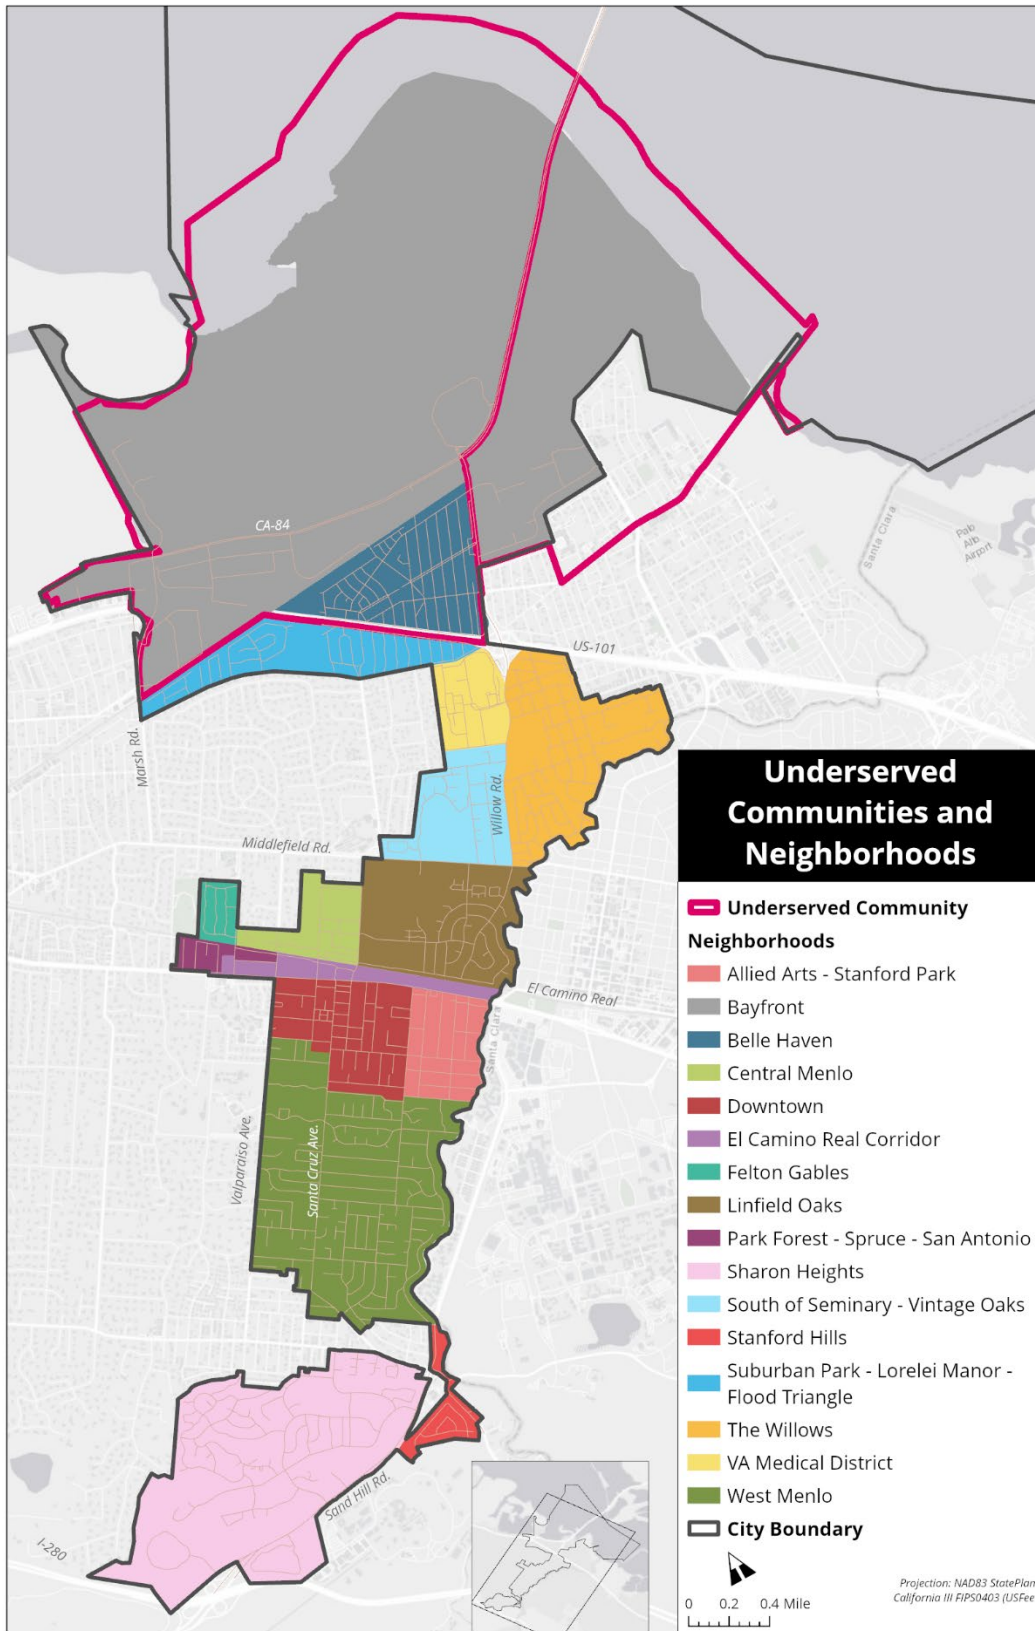 CA-84
US-101
Marsh Rd.
Willow Rd.
Middlefield Rd.
El Camino Real
Santa Clara
Santa Clara
Palo
Alto
Airport
Valparaiso Ave.
Santa Cruz Ave.
Sand Hill Rd.
I-280
Underserved
Communities and
Neighborhoods
Underserved Community
Neighborhoods
Allied Arts - Stanford Park
Bayfront
Belle Haven
Central Menlo
Downtown
El Camino Real Corridor
Felton Gables
Linfield Oaks
Park Forest - Spruce - San Antonio
Sharon Heights
South of Seminary - Vintage Oaks
Stanford Hills
Suburban Park - Lorelei Manor -
Flood Triangle
The Willows
VA Medical District
West Menlo
City Boundary
0 0.2 0.4 Mile
Projection: NAD83 StatePlan
California III FIPS0403 (USFee